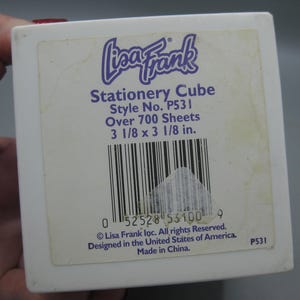 Lisa Frank®
Stationery Cube
Style No. P531
Over 700 Sheets
3 1/8 x 3 1/8 in.
0 52528 53100 9
© Lisa Frank Inc. All rights Reserved.
Designed in the United States of America.
Made in China.
P531